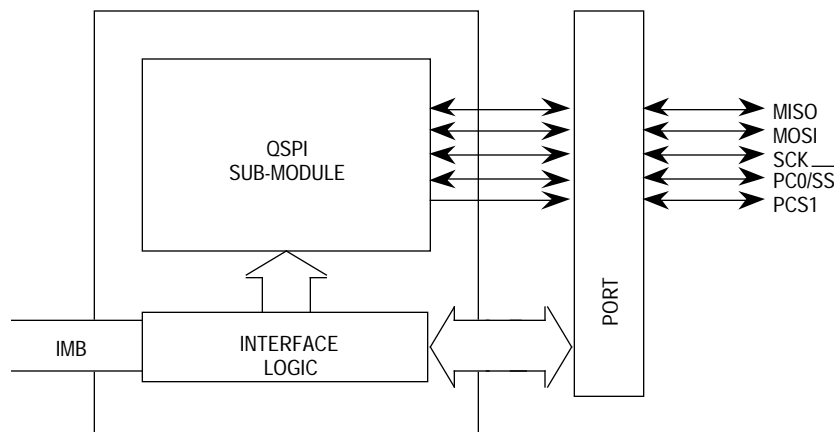 QSPI
SUB-MODULE
MISO
MOSI
SCK
PC0/SS
PCS1
PORT
IMB
INTERFACE
LOGIC